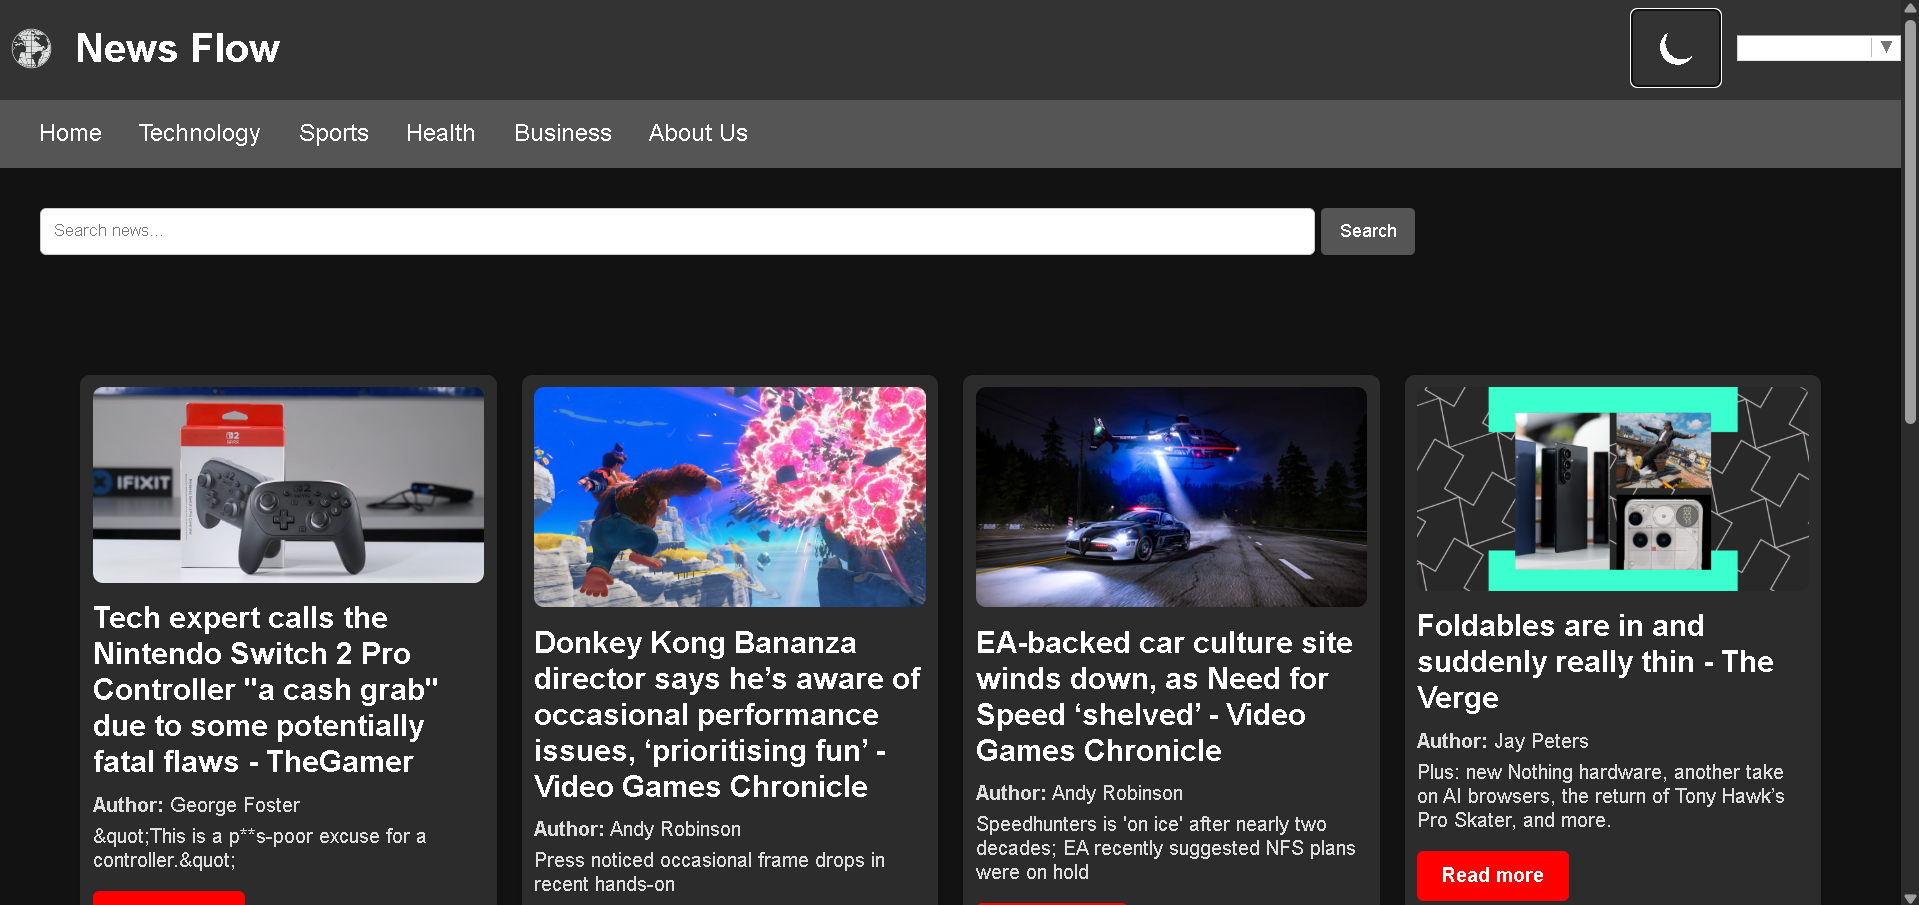 News Flow
Home Technology Sports Health Business About Us
Search news...
Search
IFIXIT
Tech expert calls the
Nintendo Switch 2 Pro
Controller "a cash grab"
due to some potentially
fatal flaws - TheGamer
Author: George Foster
&quot;This is a p**s-poor excuse for a
controller.&quot;
Donkey Kong Bananza
director says he’s aware of
occasional performance
issues, ‘prioritising fun’ -
Video Games Chronicle
Author: Andy Robinson
Press noticed occasional frame drops in
recent hands-on
EA-backed car culture site
winds down, as Need for
Speed ‘shelved’ - Video
Games Chronicle
Author: Andy Robinson
Speedhunters is 'on ice' after nearly two
decades; EA recently suggested NFS plans
were on hold
Foldables are in and
suddenly really thin - The
Verge
Author: Jay Peters
Plus: new Nothing hardware, another take
on AI browsers, the return of Tony Hawk’s
Pro Skater, and more.
Read more